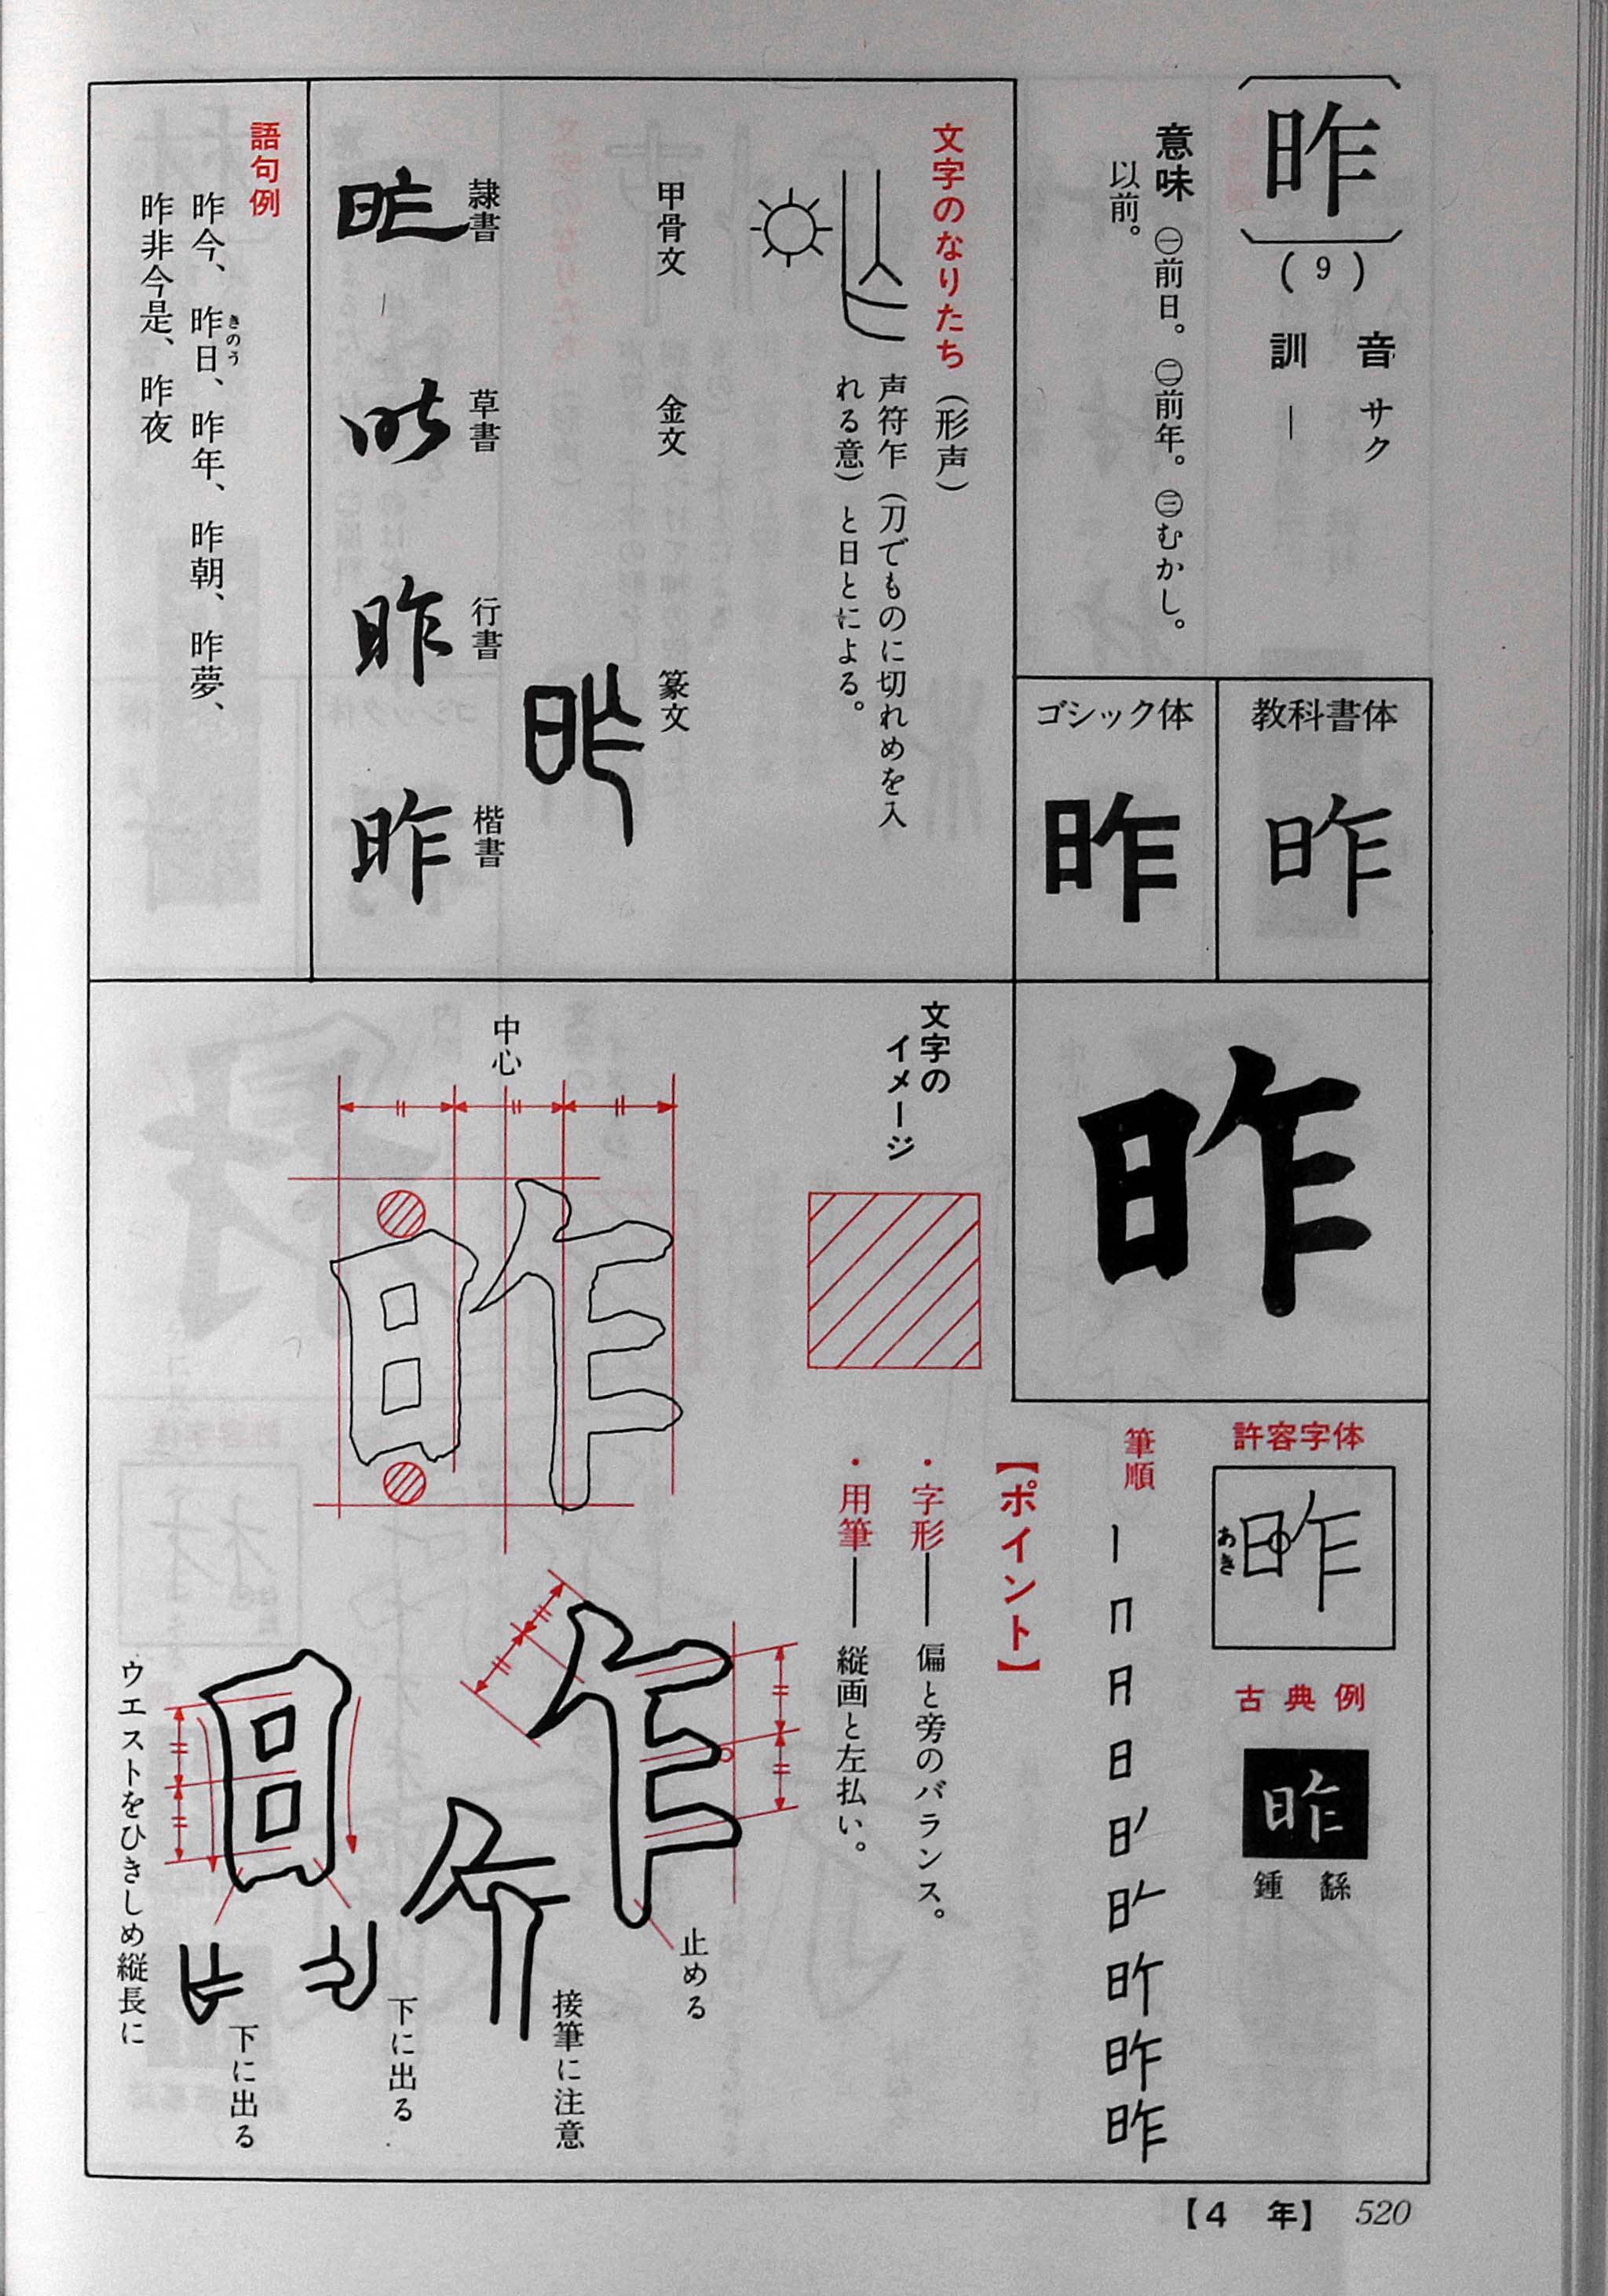 昨
(9)
音 サク
訓 ―
意味 ㊀前日。㊁前年。㊂むかし。
以前。
教科書体
昨
ゴシック体
昨
文字のなりたち（形声）
声符乍（刀でものに切れめを入
れる意）と日とによる。
甲骨文
金文
篆文
昨
隷書
昨
草書
昨
行書
昨
楷書
昨
語句例
昨今、昨日、昨年、昨朝、昨夢、
きのう
昨非今是、昨夜
昨
許容字体
昨
あき
古典例
昨
鍾繇
筆順
昨
【ポイント】
・字形――偏と旁のバランス。
・用筆――縦画と左払い。
文字の
イメージ
中心
昨
止める
接筆に注意
下に出る
下に出る
ウエストをひきしめ縦長に
【4 年】 520